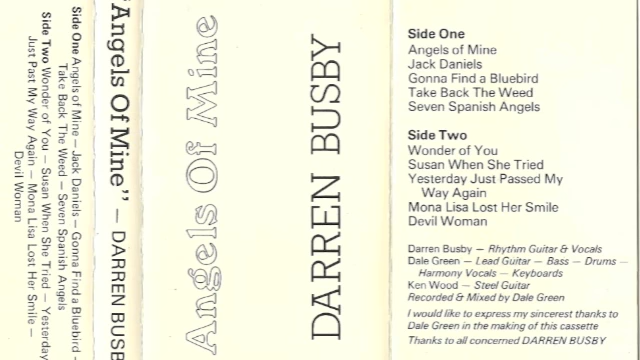 Side One Angels of Mine – Jack Daniels – Gonna Find a Bluebird –
Take Back The Weed – Seven Spanish Angels
Side Two Wonder of You – Susan When She Tried – Yesterday
Just Past My Way Again – Mona Lisa Lost Her Smile –
Devil Woman
"Angels Of Mine" – DARREN BUSBY
Angels Of Mine
DARREN BUSBY
Side One
Angels of Mine
Jack Daniels
Gonna Find a Bluebird
Take Back The Weed
Seven Spanish Angels
Side Two
Wonder of You
Susan When She Tried
Yesterday Just Passed My
Way Again
Mona Lisa Lost Her Smile
Devil Woman
Darren Busby – Rhythm Guitar & Vocals
Dale Green – Lead Guitar – Bass – Drums –
Harmony Vocals – Keyboards
Ken Wood – Steel Guitar
Recorded & Mixed by Dale Green
I would like to express my sincerest thanks to
Dale Green in the making of this cassette
Thanks to all concerned DARREN BUSBY